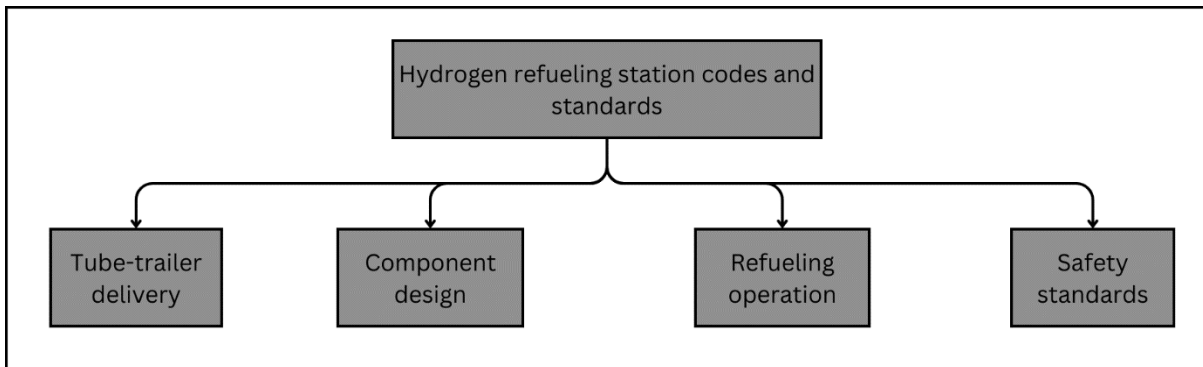 Hydrogen refueling station codes and
standards
Tube-trailer
delivery
Component
design
Refueling
operation
Safety
standards